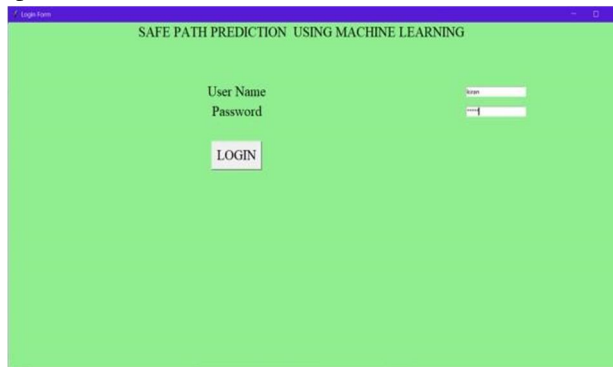 Login Form
SAFE PATH PREDICTION USING MACHINE LEARNING
User Name
Password
*****
LOGIN